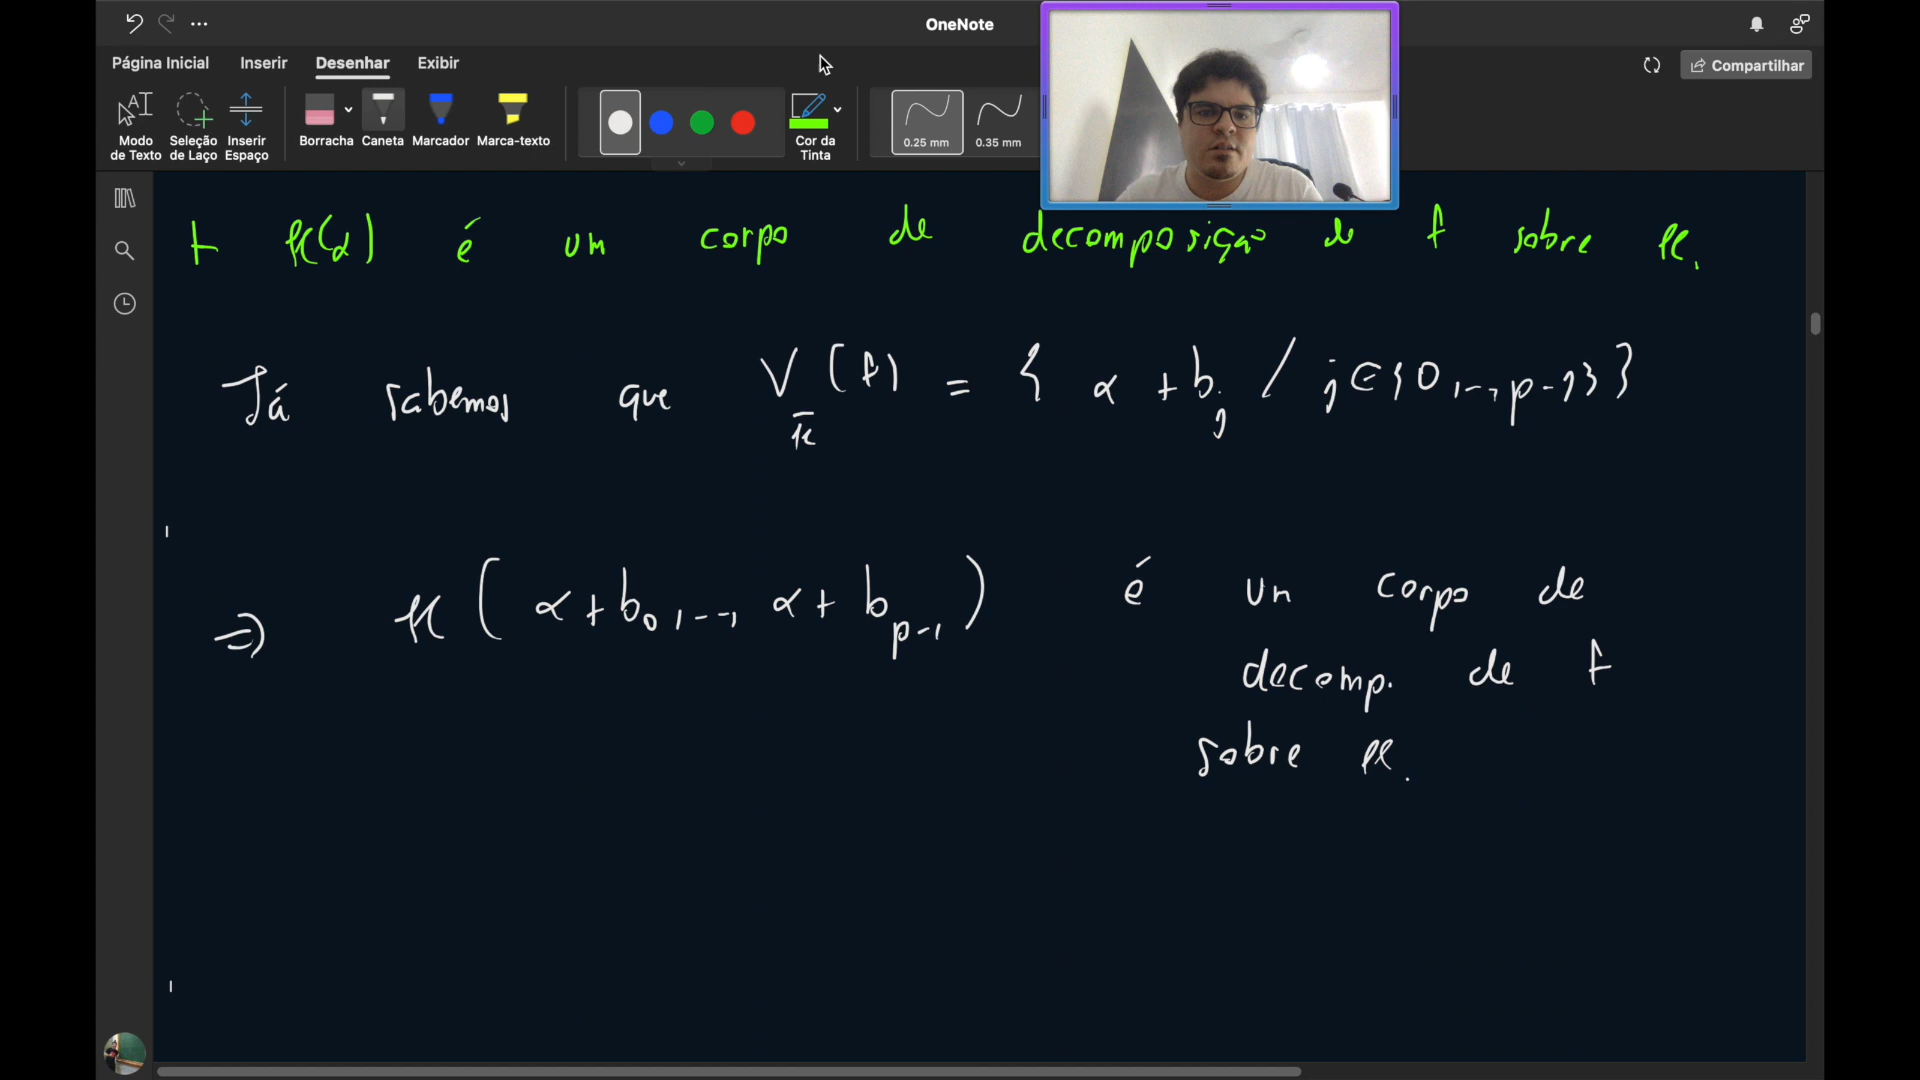 OneNote
Página Inicial Inserir Desenhar Exibir
Compartilhar
Modo de Texto
Seleção de Laço
Inserir Espaço
Borracha
Caneta
Marcador
Marca-texto
Cor da Tinta
0.25 mm
0.35 mm
⊢ K(α) é um corpo de decomposição de f sobre K.
Já sabemos que V_K̄(f) = { α + b_j / j ∈ {0,--,p-1} }
⇒ K( α + b_0,--, α + b_{p-1} ) é um corpo de
decomp. de f
sobre K.